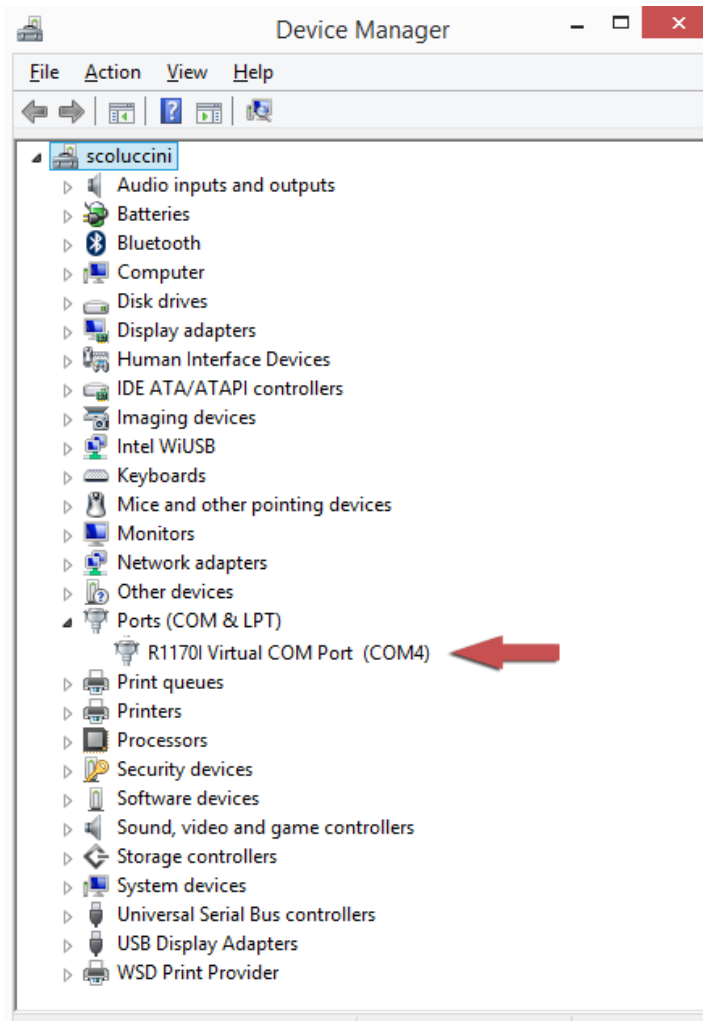 Device Manager
File Action View Help
scoluccini
Audio inputs and outputs
Batteries
Bluetooth
Computer
Disk drives
Display adapters
Human Interface Devices
IDE ATA/ATAPI controllers
Imaging devices
Intel WiUSB
Keyboards
Mice and other pointing devices
Monitors
Network adapters
Other devices
Ports (COM & LPT)
R1170I Virtual COM Port (COM4)
Print queues
Printers
Processors
Security devices
Software devices
Sound, video and game controllers
Storage controllers
System devices
Universal Serial Bus controllers
USB Display Adapters
WSD Print Provider